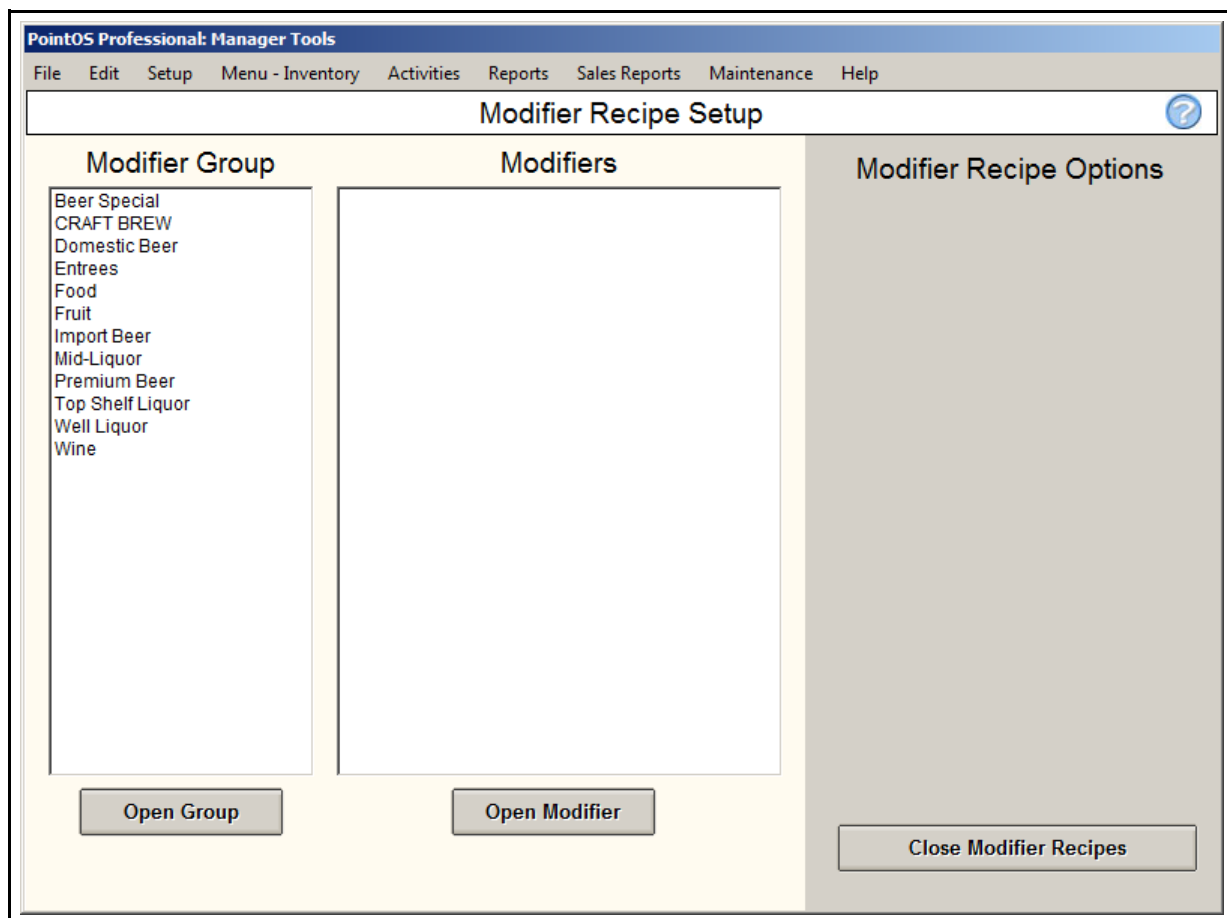 PointOS Professional: Manager Tools
File Edit Setup Menu - Inventory Activities Reports Sales Reports Maintenance Help
Modifier Recipe Setup ?
Modifier Group
Beer Special
CRAFT BREW
Domestic Beer
Entrees
Food
Fruit
Import Beer
Mid-Liquor
Premium Beer
Top Shelf Liquor
Well Liquor
Wine
Open Group
Modifiers
Open Modifier
Modifier Recipe Options
Close Modifier Recipes